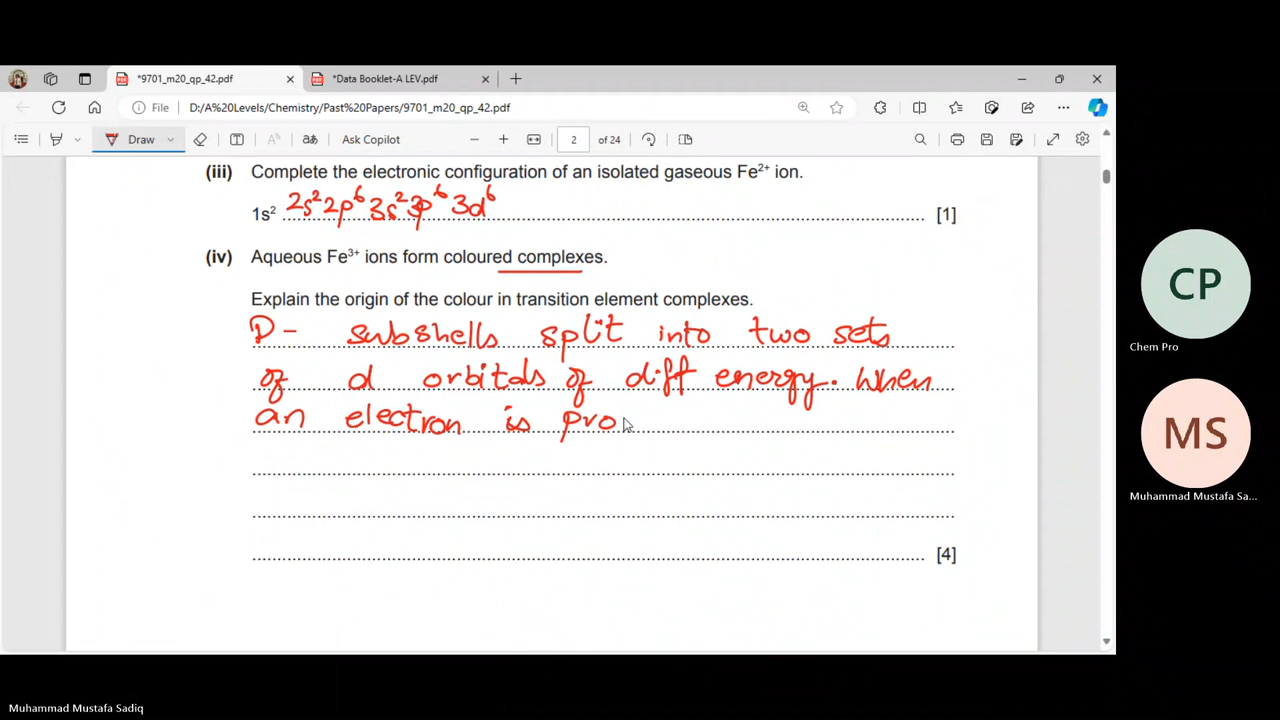 *9701_m20_qp_42.pdf
*Data Booklet-A LEV.pdf
File
D:/A%20Levels/Chemistry/Past%20Papers/9701_m20_qp_42.pdf
Draw
aあ
Ask Copilot
2
of 24
(iii) Complete the electronic configuration of an isolated gaseous Fe²⁺ ion.
1s² 2s²2p⁶3s²3p⁶3d⁶ [1]
(iv) Aqueous Fe³⁺ ions form coloured complexes.
Explain the origin of the colour in transition element complexes.
D- subshells split into two sets
of d orbitals of diff energy. When
an electron is pro
[4]
CP
Chem Pro
MS
Muhammad Mustafa Sa...
Muhammad Mustafa Sadiq